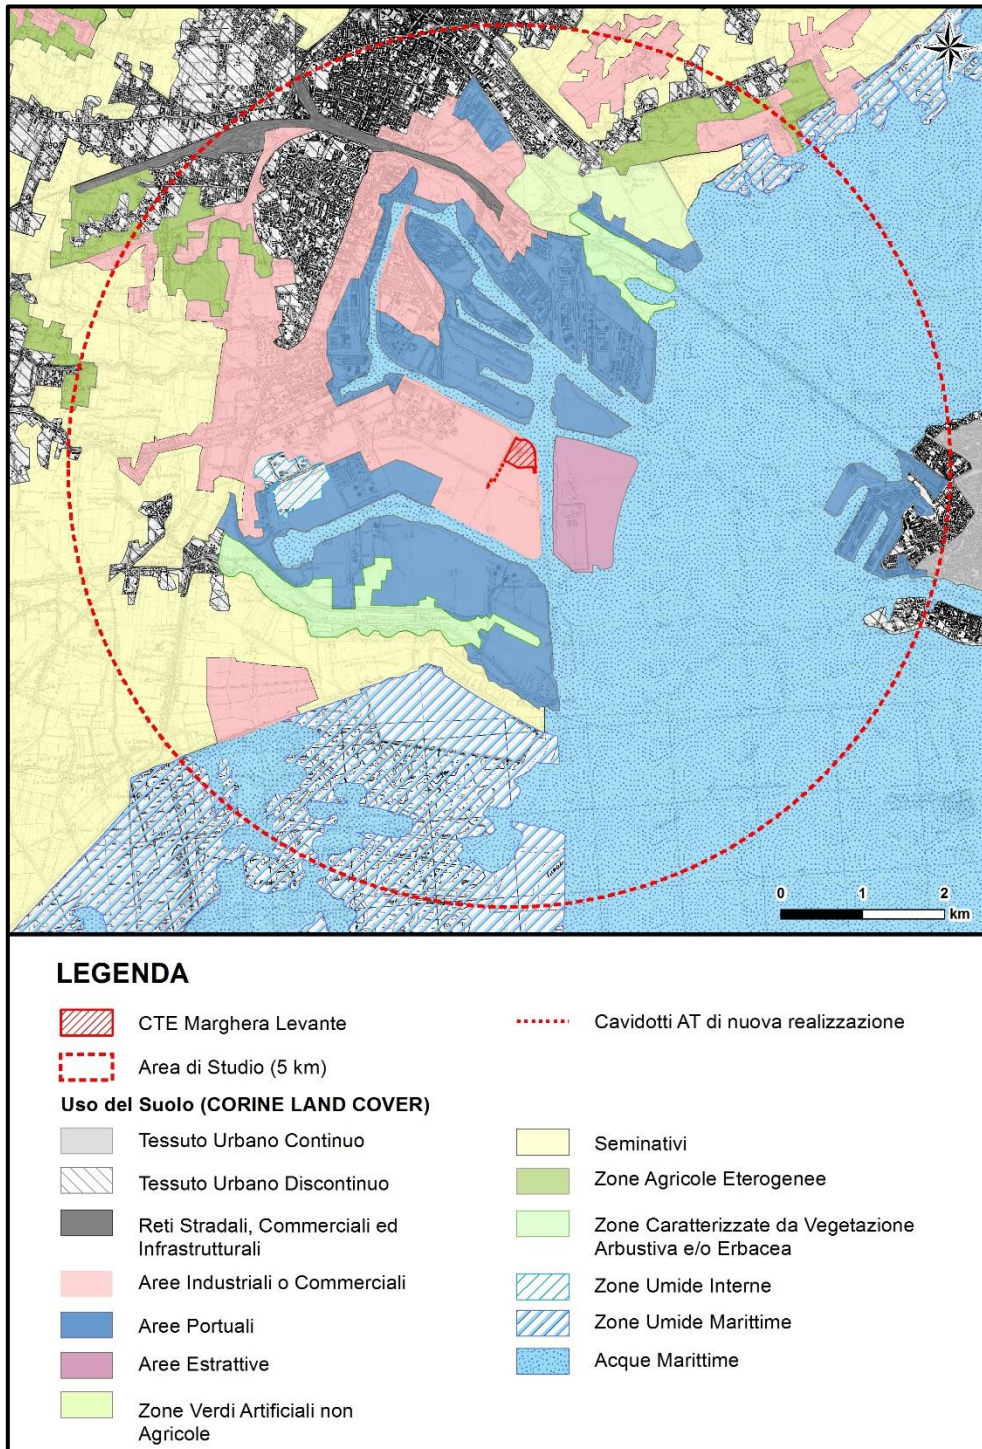 0 1 2
km
LEGENDA
CTE Marghera Levante
Cavidotti AT di nuova realizzazione
Area di Studio (5 km)
Uso del Suolo (CORINE LAND COVER)
Tessuto Urbano Continuo
Tessuto Urbano Discontinuo
Reti Stradali, Commerciali ed
Infrastrutturali
Aree Industriali o Commerciali
Aree Portuali
Aree Estrattive
Zone Verdi Artificiali non
Agricole
Seminativi
Zone Agricole Eterogenee
Zone Caratterizzate da Vegetazione
Arbustiva e/o Erbacea
Zone Umide Interne
Zone Umide Marittime
Acque Marittime